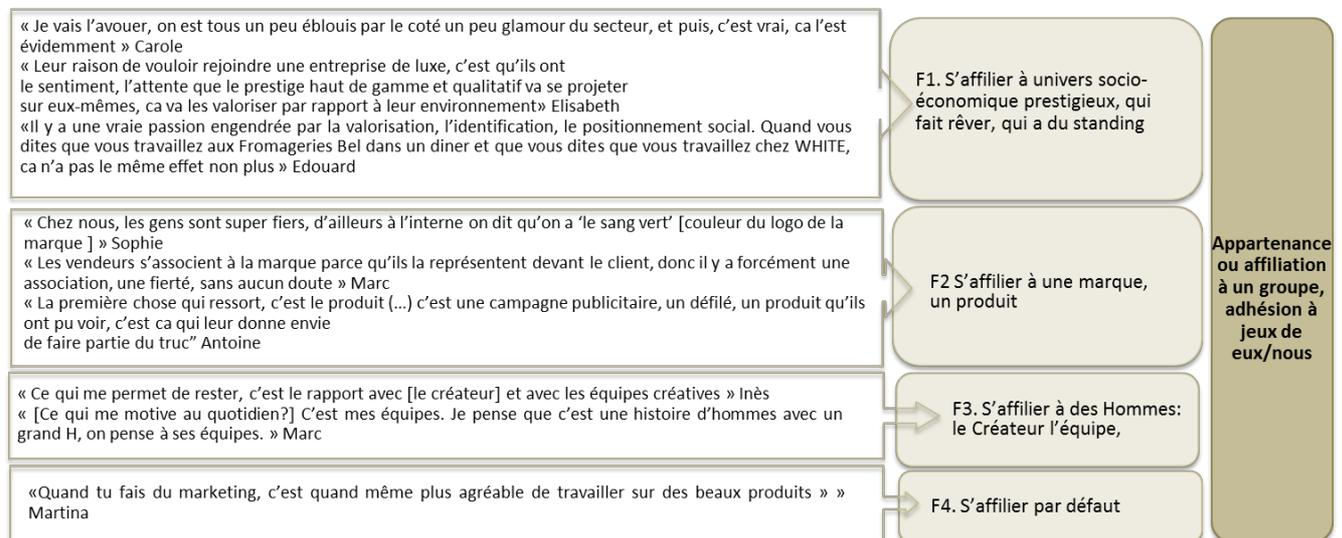 « Je vais l’avouer, on est tous un peu éblouis par le coté un peu glamour du secteur, et puis, c’est vrai, ca l’est
évidemment » Carole
« Leur raison de vouloir rejoindre une entreprise de luxe, c’est qu’ils ont
le sentiment, l’attente que le prestige haut de gamme et qualitatif va se projeter
sur eux-mêmes, ca va les valoriser par rapport à leur environnement» Elisabeth
«Il y a une vraie passion engendrée par la valorisation, l’identification, le positionnement social. Quand vous
dites que vous travaillez aux Fromageries Bel dans un diner et que vous dites que vous travaillez chez WHITE,
ca n’a pas le même effet non plus » Edouard
F1. S’affilier à univers socio-
économique prestigieux, qui
fait rêver, qui a du standing
« Chez nous, les gens sont super fiers, d’ailleurs à l’interne on dit qu’on a ‘le sang vert’ [couleur du logo de la
marque ] » Sophie
« Les vendeurs s’associent à la marque parce qu’ils la représentent devant le client, donc il y a forcément une
association, une fierté, sans aucun doute » Marc
« La première chose qui ressort, c’est le produit (…) c’est une campagne publicitaire, un défilé, un produit qu’ils
ont pu voir, c’est ca qui leur donne envie
de faire partie du truc” Antoine
F2 S’affilier à une marque,
un produit
« Ce qui me permet de rester, c’est le rapport avec [le créateur] et avec les équipes créatives » Inès
« [Ce qui me motive au quotidien?] C’est mes équipes. Je pense que c’est une histoire d’hommes avec un
grand H, on pense à ses équipes. » Marc
F3. S’affilier à des Hommes:
le Créateur l’équipe,
«Quand tu fais du marketing, c’est quand même plus agréable de travailler sur des beaux produits » »
Martina
F4. S’affilier par défaut
Appartenance
ou affiliation
à un groupe,
adhésion à
jeux de
eux/nous